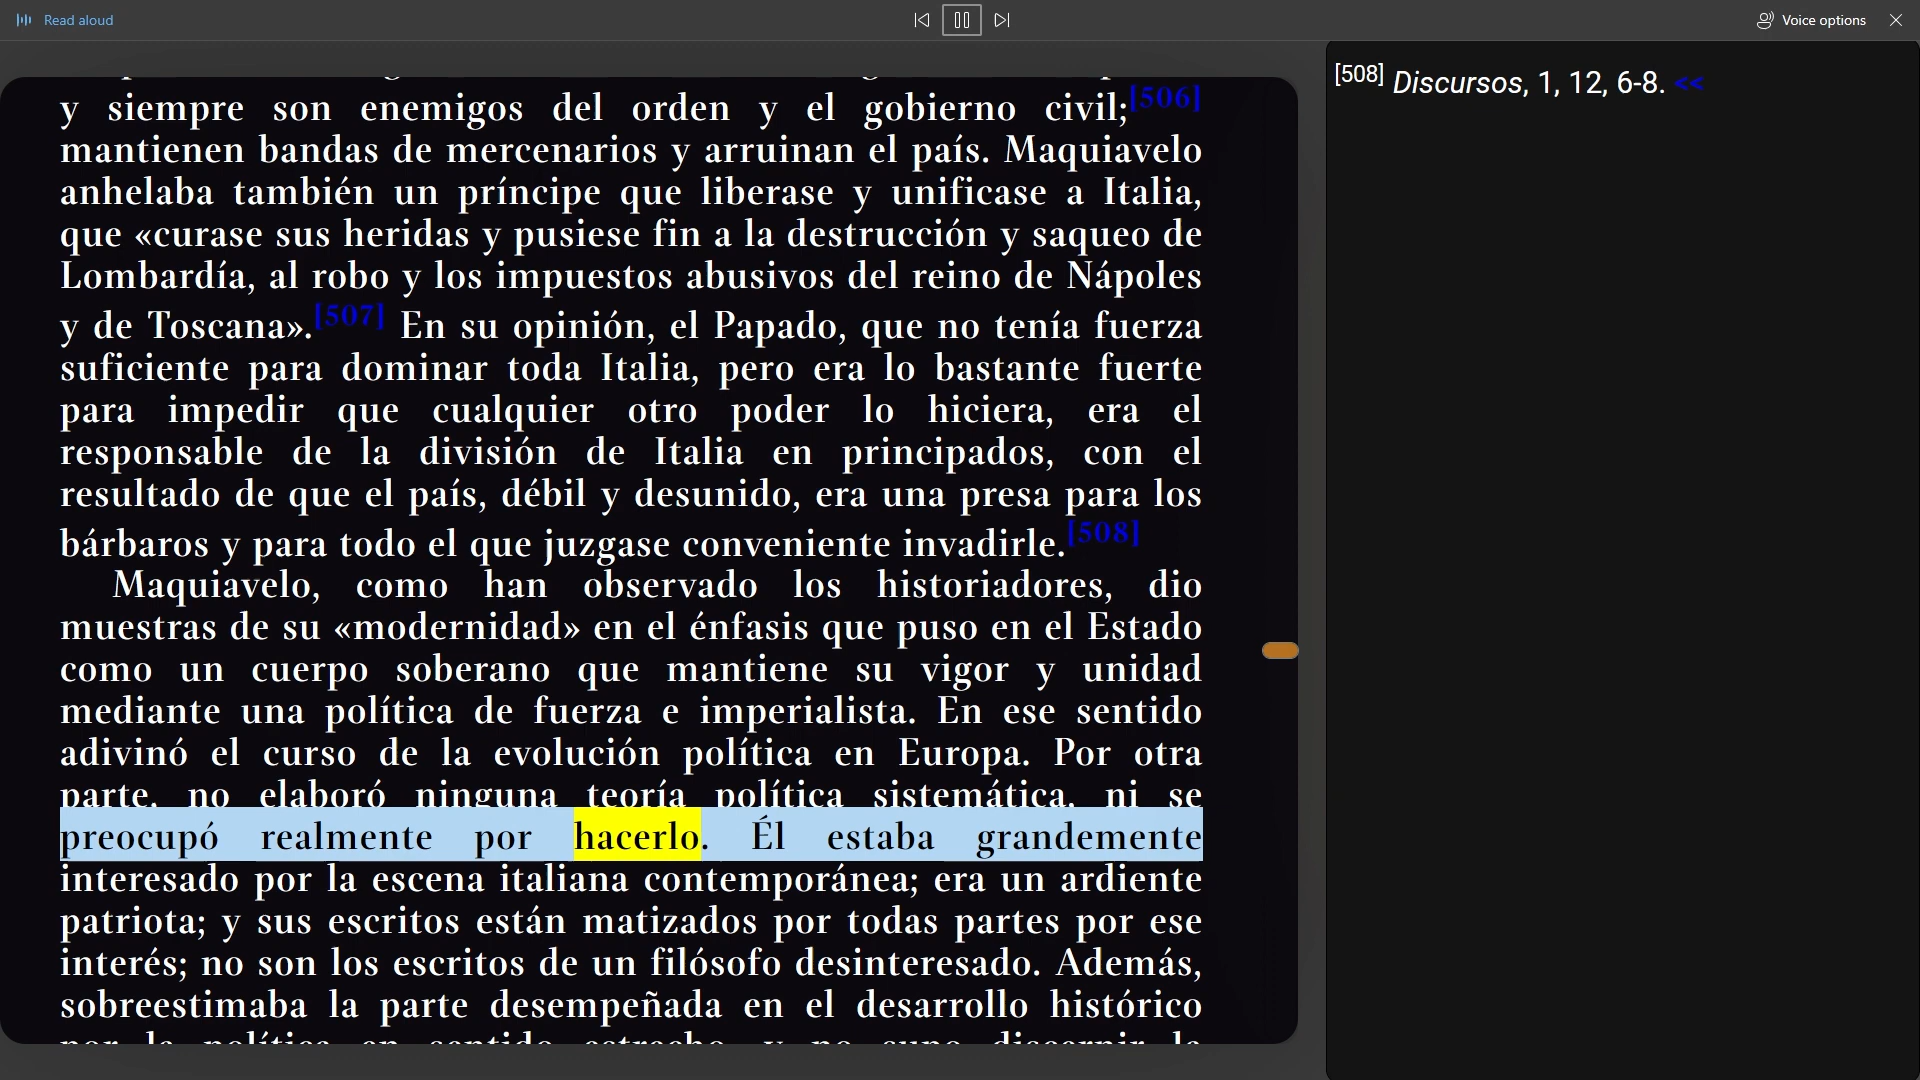 Read aloud
Voice options
y siempre son enemigos del orden y el gobierno civil;[506]
mantienen bandas de mercenarios y arruinan el país. Maquiavelo
anhelaba también un príncipe que liberase y unificase a Italia,
que «curase sus heridas y pusiese fin a la destrucción y saqueo de
Lombardía, al robo y los impuestos abusivos del reino de Nápoles
y de Toscana».[507] En su opinión, el Papado, que no tenía fuerza
suficiente para dominar toda Italia, pero era lo bastante fuerte
para impedir que cualquier otro poder lo hiciera, era el
responsable de la división de Italia en principados, con el
resultado de que el país, débil y desunido, era una presa para los
bárbaros y para todo el que juzgase conveniente invadirle.[508]
Maquiavelo, como han observado los historiadores, dio
muestras de su «modernidad» en el énfasis que puso en el Estado
como un cuerpo soberano que mantiene su vigor y unidad
mediante una política de fuerza e imperialista. En ese sentido
adivinó el curso de la evolución política en Europa. Por otra
parte, no elaboró ninguna teoría política sistemática, ni se
preocupó realmente por hacerlo. Él estaba grandemente
interesado por la escena italiana contemporánea; era un ardiente
patriota; y sus escritos están matizados por todas partes por ese
interés; no son los escritos de un filósofo desinteresado. Además,
sobreestimaba la parte desempeñada en el desarrollo histórico
por la política en sentido estrecho, y no supo discernir la
[508] Discursos, 1, 12, 6-8. <<